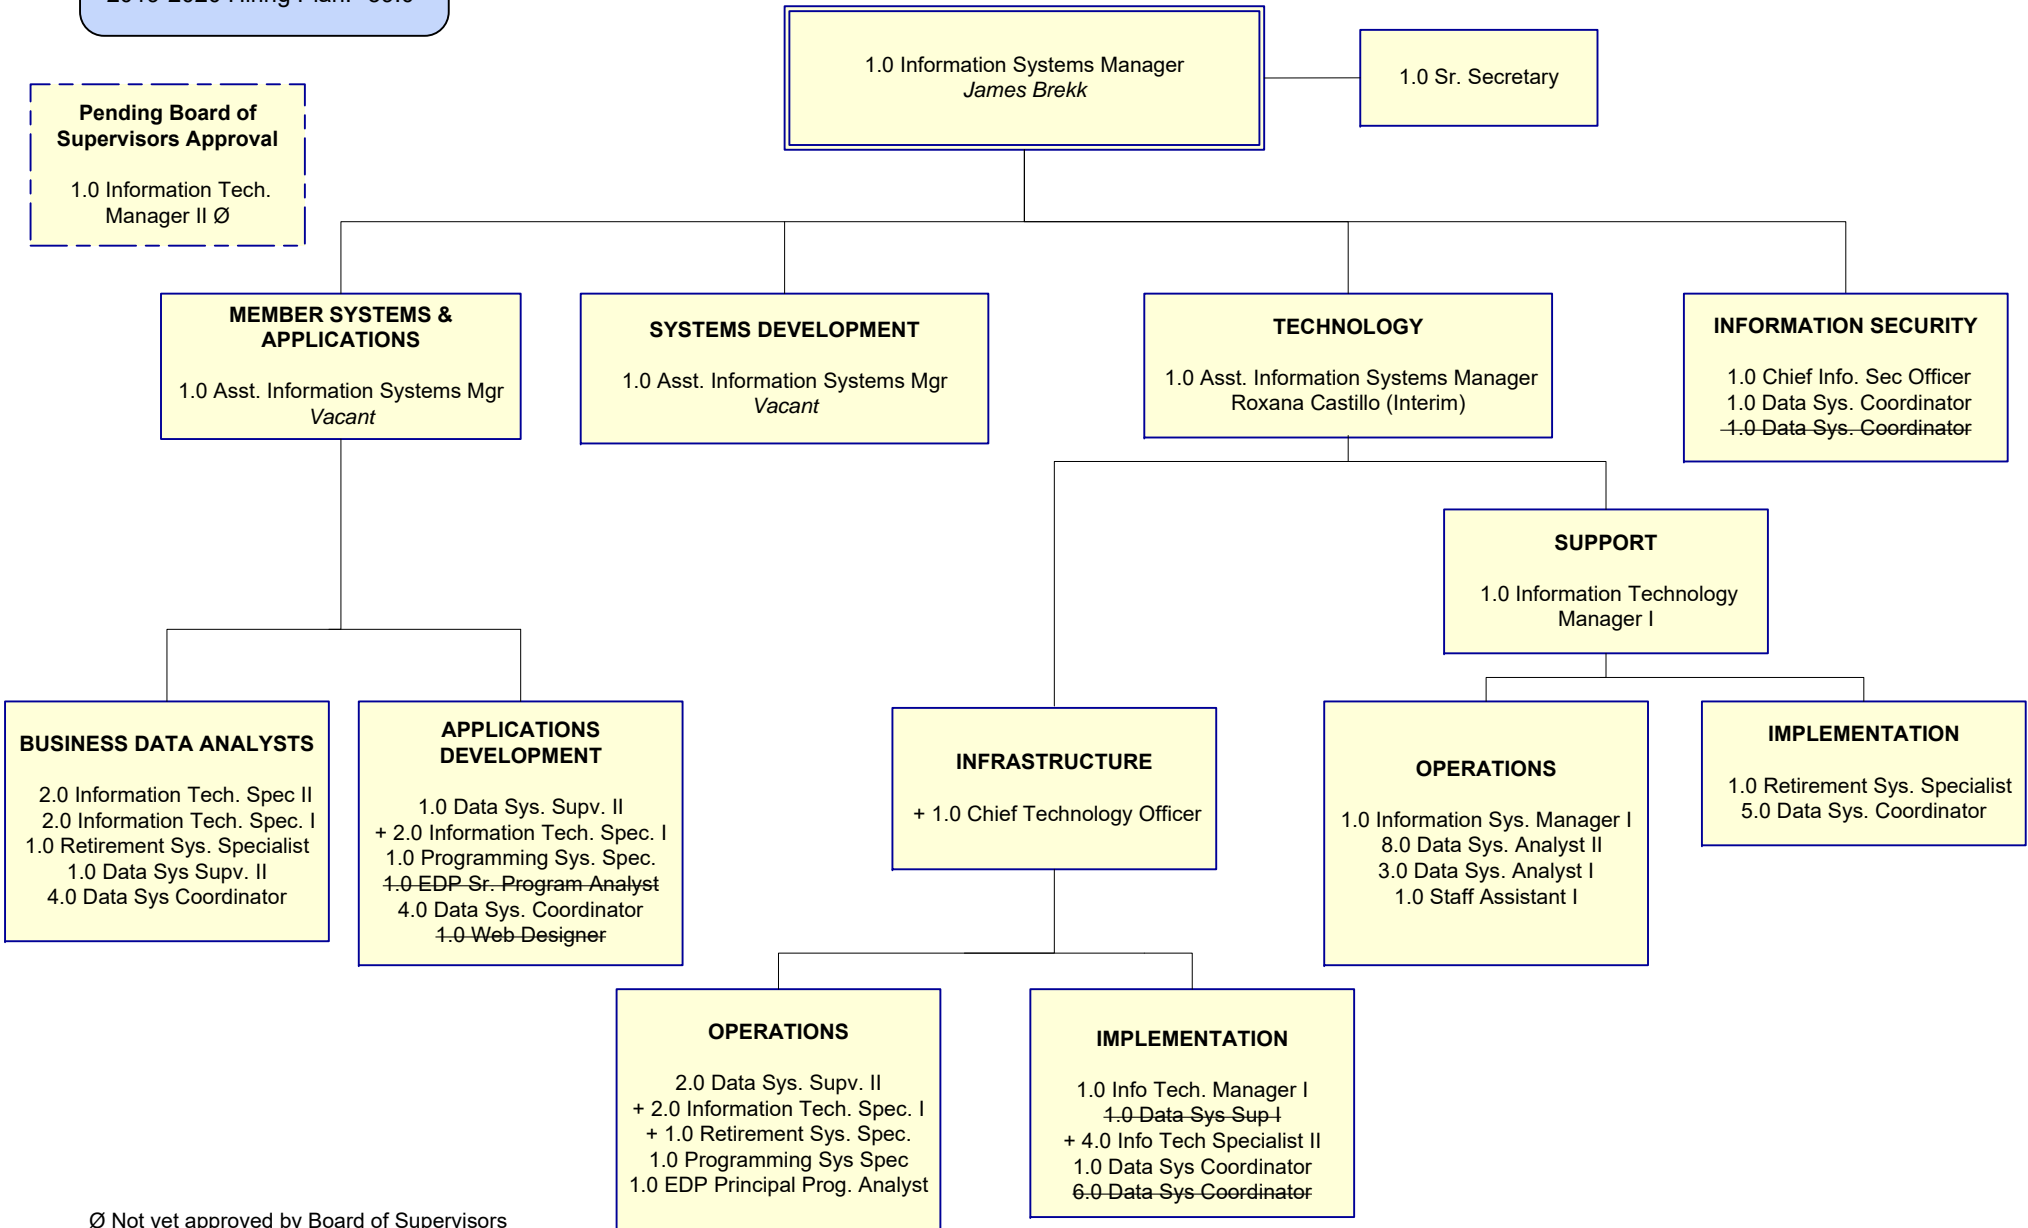 1.0 Information Systems Manager
James Brekk
1.0 Sr. Secretary
Pending Board of
Supervisors Approval
1.0 Information Tech.
Manager II Ø
MEMBER SYSTEMS &
APPLICATIONS
1.0 Asst. Information Systems Mgr
Vacant
SYSTEMS DEVELOPMENT
1.0 Asst. Information Systems Mgr
Vacant
TECHNOLOGY
1.0 Asst. Information Systems Manager
Roxana Castillo (Interim)
INFORMATION SECURITY
1.0 Chief Info. Sec Officer
1.0 Data Sys. Coordinator
1.0 Data Sys. Coordinator
SUPPORT
1.0 Information Technology
Manager I
BUSINESS DATA ANALYSTS
2.0 Information Tech. Spec II
2.0 Information Tech. Spec. I
1.0 Retirement Sys. Specialist
1.0 Data Sys Supv. II
4.0 Data Sys Coordinator
APPLICATIONS
DEVELOPMENT
1.0 Data Sys. Supv. II
+ 2.0 Information Tech. Spec. I
1.0 Programming Sys. Spec.
1.0 EDP Sr. Program Analyst
4.0 Data Sys. Coordinator
1.0 Web Designer
INFRASTRUCTURE
+ 1.0 Chief Technology Officer
OPERATIONS
1.0 Information Sys. Manager I
8.0 Data Sys. Analyst II
3.0 Data Sys. Analyst I
1.0 Staff Assistant I
IMPLEMENTATION
1.0 Retirement Sys. Specialist
5.0 Data Sys. Coordinator
OPERATIONS
2.0 Data Sys. Supv. II
+ 2.0 Information Tech. Spec. I
+ 1.0 Retirement Sys. Spec.
1.0 Programming Sys Spec
1.0 EDP Principal Prog. Analyst
IMPLEMENTATION
1.0 Info Tech. Manager I
1.0 Data Sys Sup I
+ 4.0 Info Tech Specialist II
1.0 Data Sys Coordinator
6.0 Data Sys Coordinator
Ø Not yet approved by Board of Supervisors